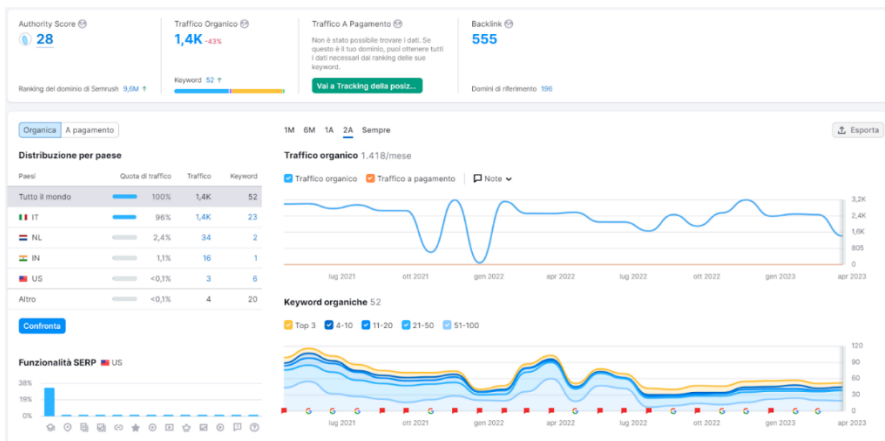 Authority Score
28
Ranking del dominio di Semrush 9,6M ↑
Traffico Organico
1,4K -43%
Keyword 52 ↑
Traffico A Pagamento
Non è stato possibile trovare i dati. Se
questo è il tuo dominio, puoi ottenere tutti
i dati necessari dal ranking delle sue
keyword.
Vai a Tracking della posiz...
Backlink
555
Domini di riferimento 196
Organica A pagamento
Distribuzione per paese
Paesi Quota di traffico Traffico Keyword
Tutto il mondo 100% 1,4K 52
IT 96% 1,4K 23
NL 2,4% 34 2
IN 1,1% 16 1
US <0,1% 3 6
Altro <0,1% 4 20
Confronta
Funzionalità SERP US
38%
19%
0%
1M 6M 1A 2A Sempre
Esporta
Traffico organico 1.418/mese
Traffico organico Traffico a pagamento Note
3,2K
2,4K
1,6K
805
0
lug 2021 ott 2021 gen 2022 apr 2022 lug 2022 ott 2022 gen 2023 apr 2023
Keyword organiche 52
Top 3 4-10 11-20 21-50 51-100
120
90
60
30
0
lug 2021 ott 2021 gen 2022 apr 2022 lug 2022 ott 2022 gen 2023 apr 2023